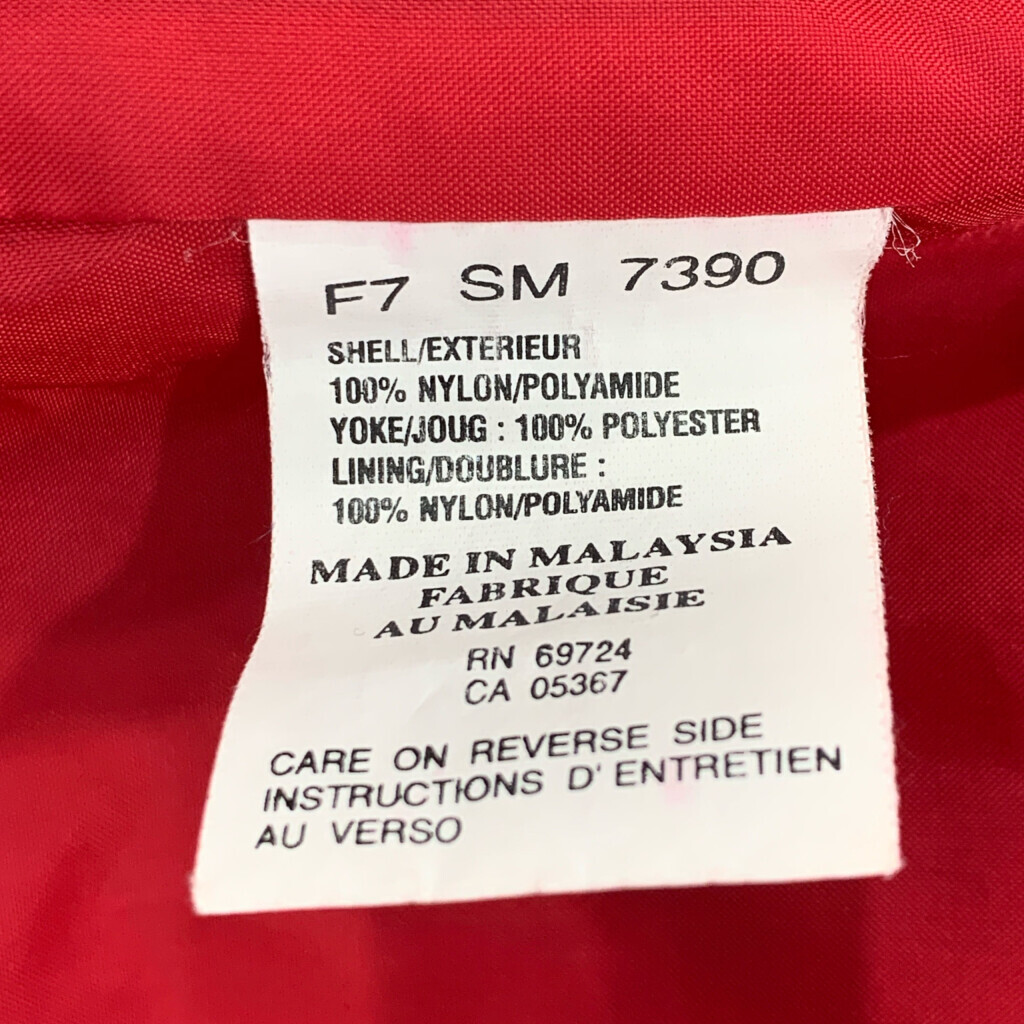 F7 SM 7390
SHELL/EXTERIEUR
100% NYLON/POLYAMIDE
YOKE/JOUG : 100% POLYESTER
LINING/DOUBLURE :
100% NYLON/POLYAMIDE
MADE IN MALAYSIA
FABRIQUE
AU MALAISIE
RN 69724
CA 05367
CARE ON REVERSE SIDE
INSTRUCTIONS D'ENTRETIEN
AU VERSO